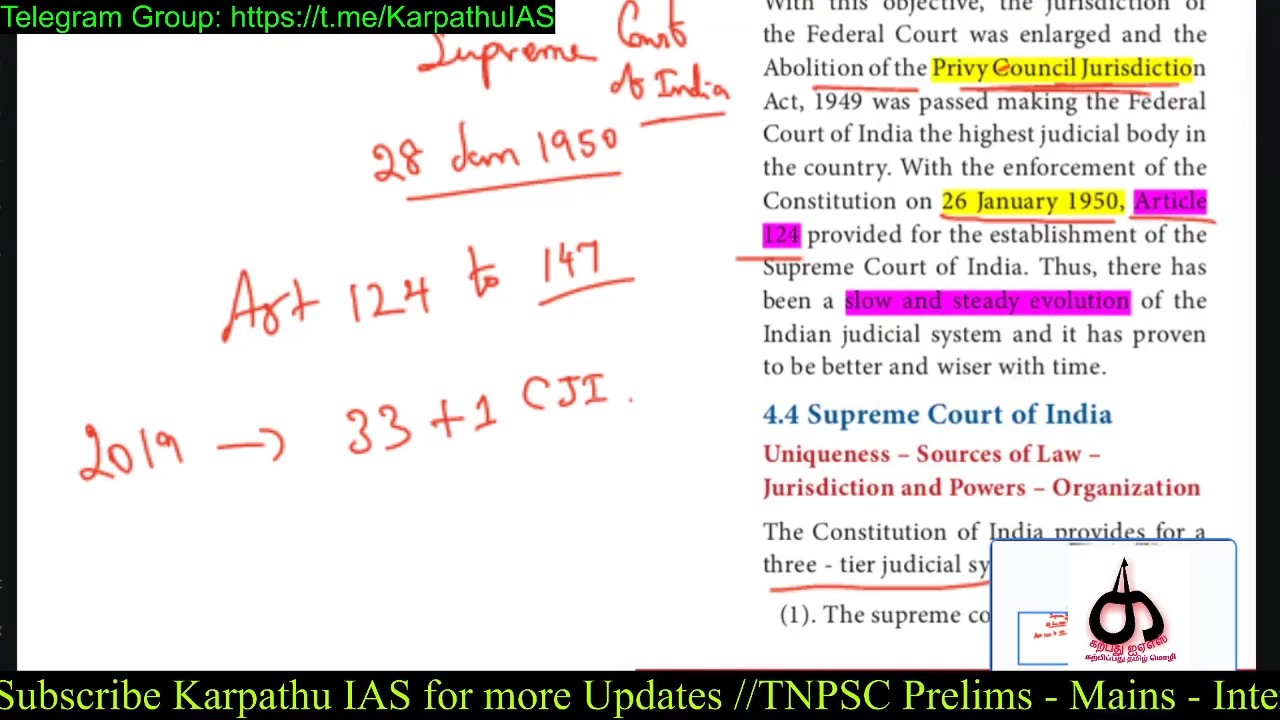 Telegram Group: https://t.me/KarpathuIAS
Supreme Court
of India
28 Jan 1950
Art 124 to 147
2019 → 33 + 1 CJI.
With this objective, the jurisdiction of
the Federal Court was enlarged and the
Abolition of the Privy Council Jurisdiction
Act, 1949 was passed making the Federal
Court of India the highest judicial body in
the country. With the enforcement of the
Constitution on 26 January 1950, Article
124 provided for the establishment of the
Supreme Court of India. Thus, there has
been a slow and steady evolution of the
Indian judicial system and it has proven
to be better and wiser with time.
4.4 Supreme Court of India
Uniqueness – Sources of Law –
Jurisdiction and Powers – Organization
The Constitution of India provides for a
three - tier judicial sy
(1). The supreme co
கற்பது ஐஏஎஸ்
கற்பிப்பது தமிழ் மொழி
Subscribe Karpathu IAS for more Updates //TNPSC Prelims - Mains - Inte